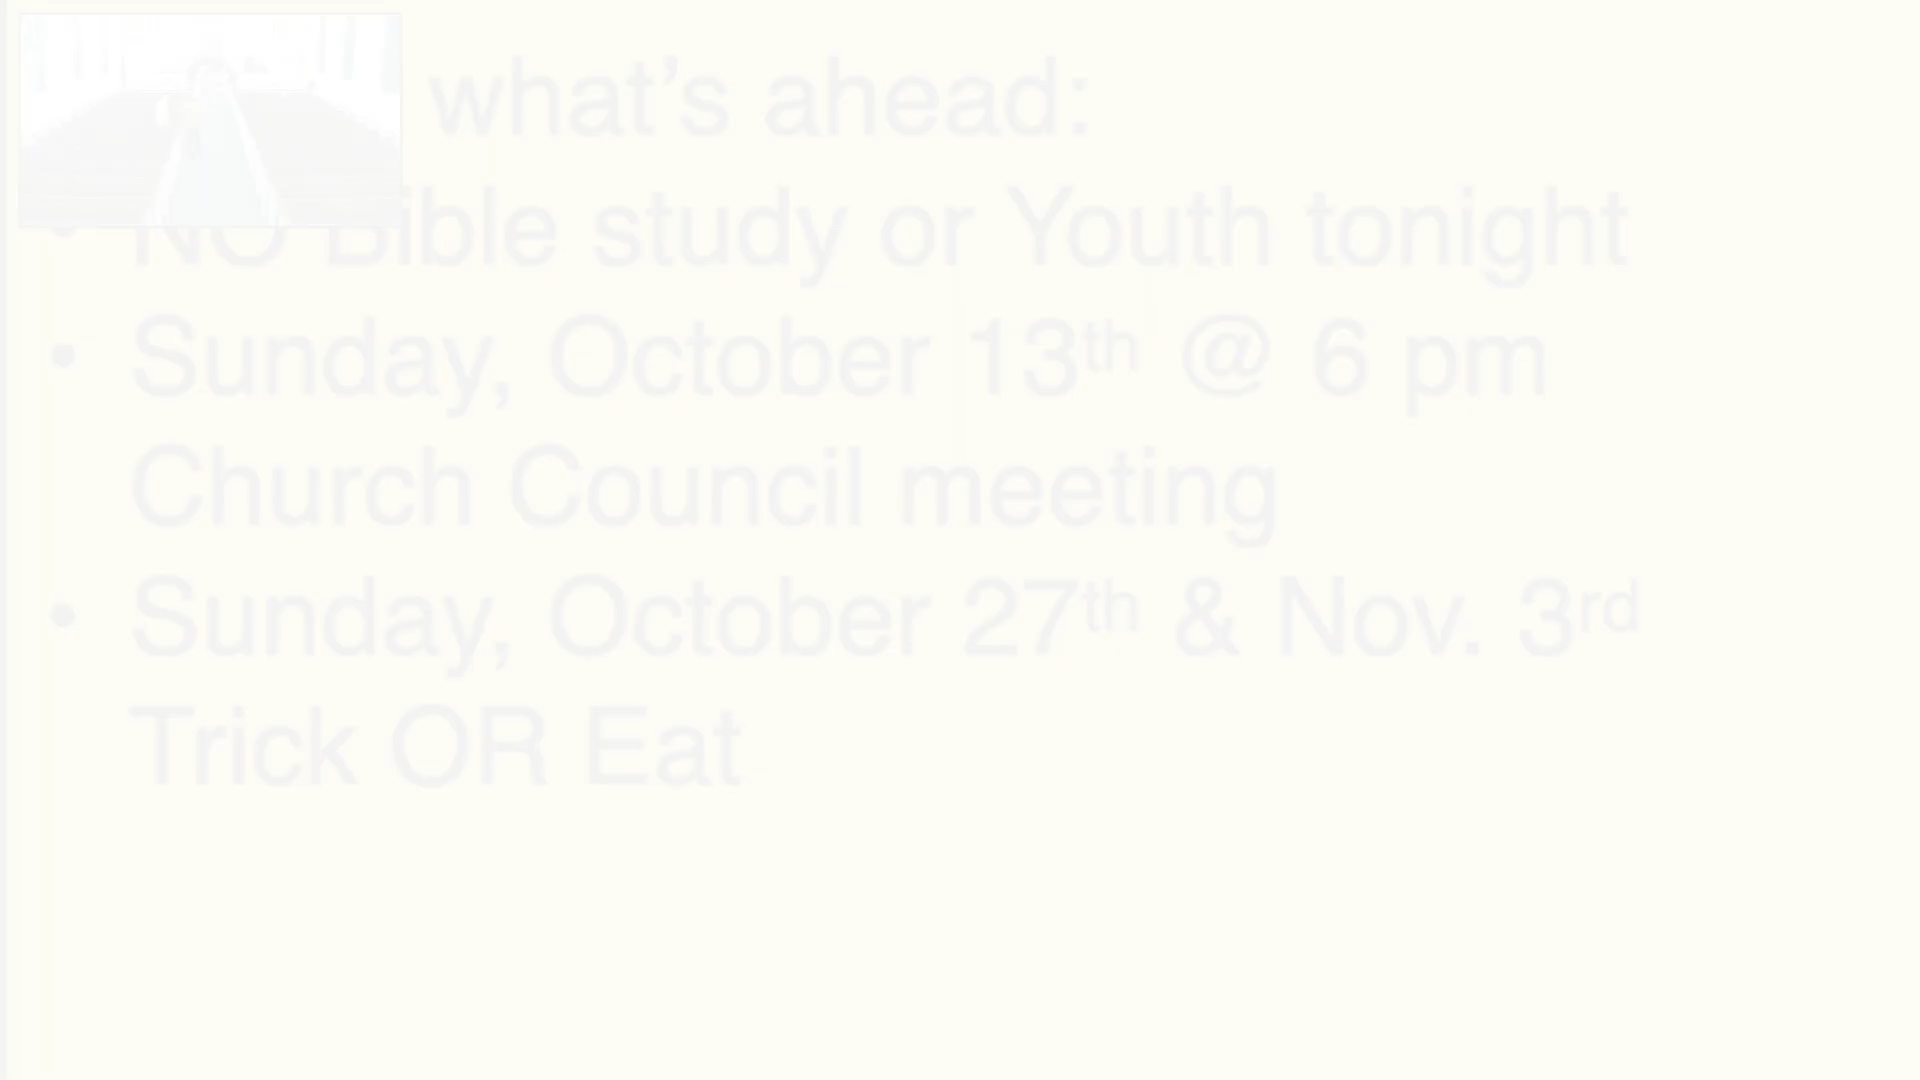 what’s ahead:
• NO Bible study or Youth tonight
• Sunday, October 13th @ 6 pm
Church Council meeting
• Sunday, October 27th & Nov. 3rd
Trick OR Eat